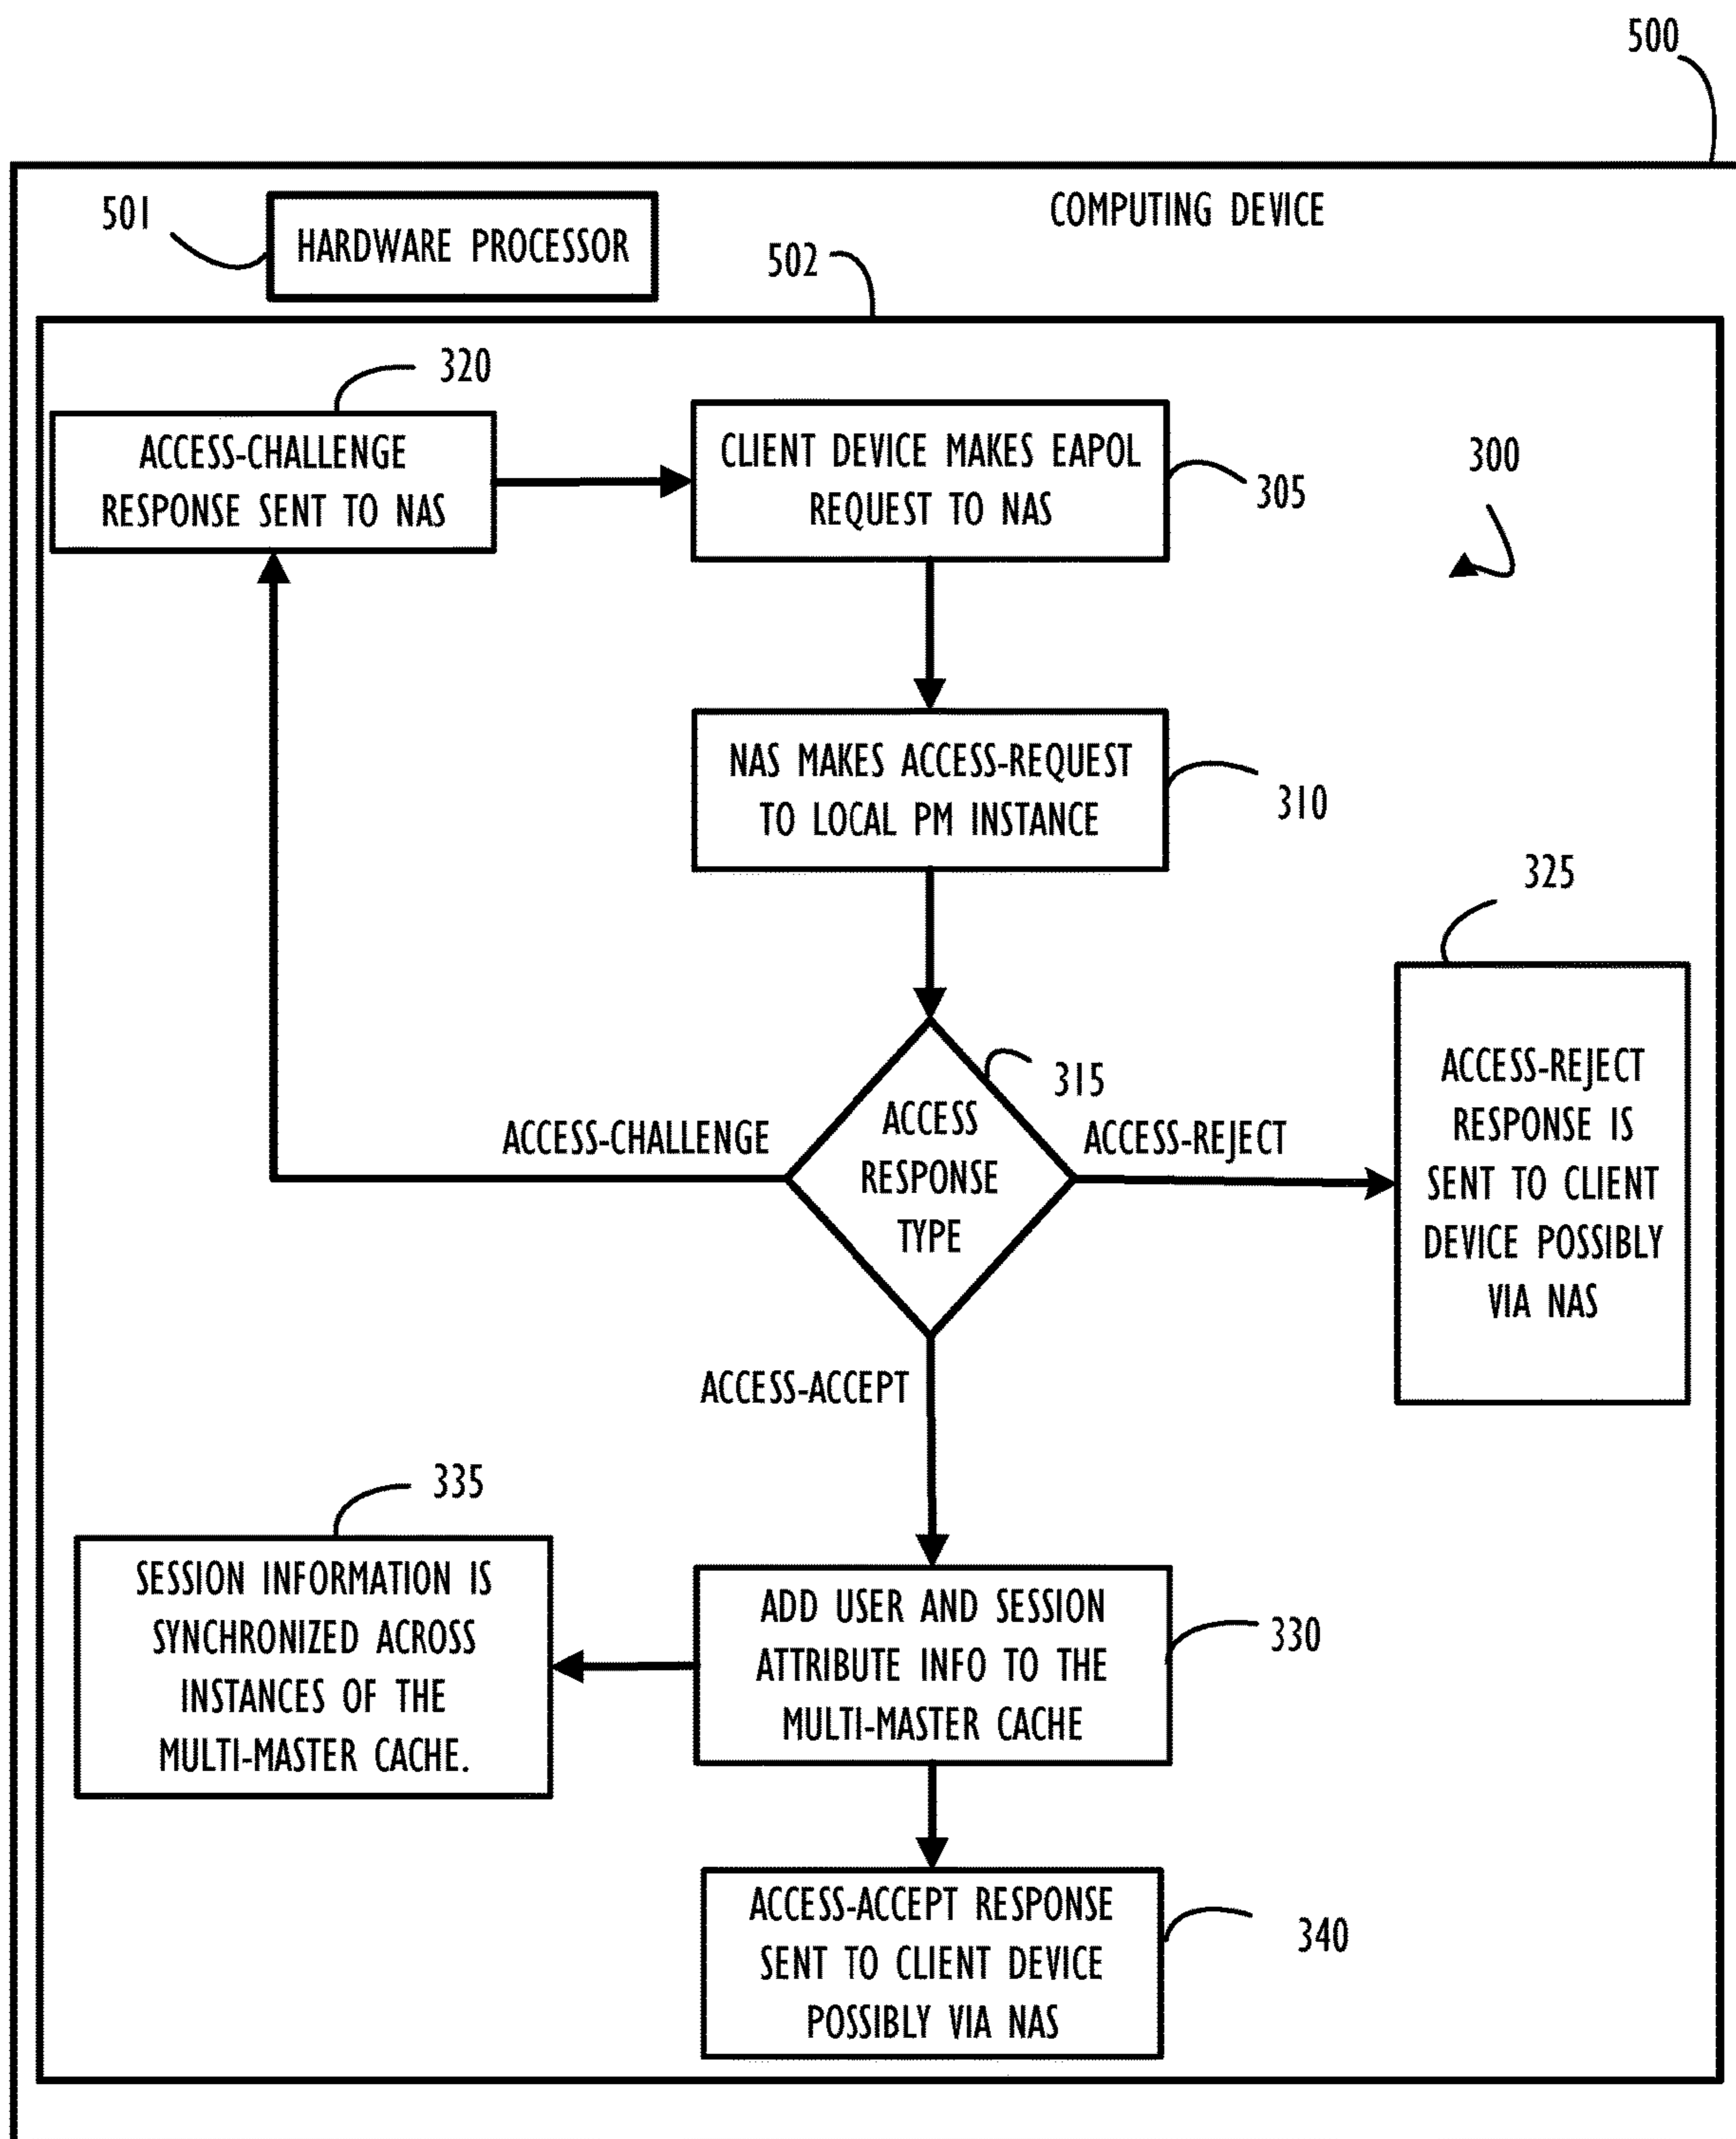 500
COMPUTING DEVICE
501
HARDWARE PROCESSOR
502
320
ACCESS-CHALLENGE
RESPONSE SENT TO NAS
CLIENT DEVICE MAKES EAPOL
REQUEST TO NAS
305
300
NAS MAKES ACCESS-REQUEST
TO LOCAL PM INSTANCE
310
325
ACCESS-REJECT
RESPONSE IS
SENT TO CLIENT
DEVICE POSSIBLY
VIA NAS
315
ACCESS
RESPONSE
TYPE
ACCESS-CHALLENGE
ACCESS-REJECT
ACCESS-ACCEPT
335
SESSION INFORMATION IS
SYNCHRONIZED ACROSS
INSTANCES OF THE
MULTI-MASTER CACHE.
ADD USER AND SESSION
ATTRIBUTE INFO TO THE
MULTI-MASTER CACHE
330
ACCESS-ACCEPT RESPONSE
SENT TO CLIENT DEVICE
POSSIBLY VIA NAS
340